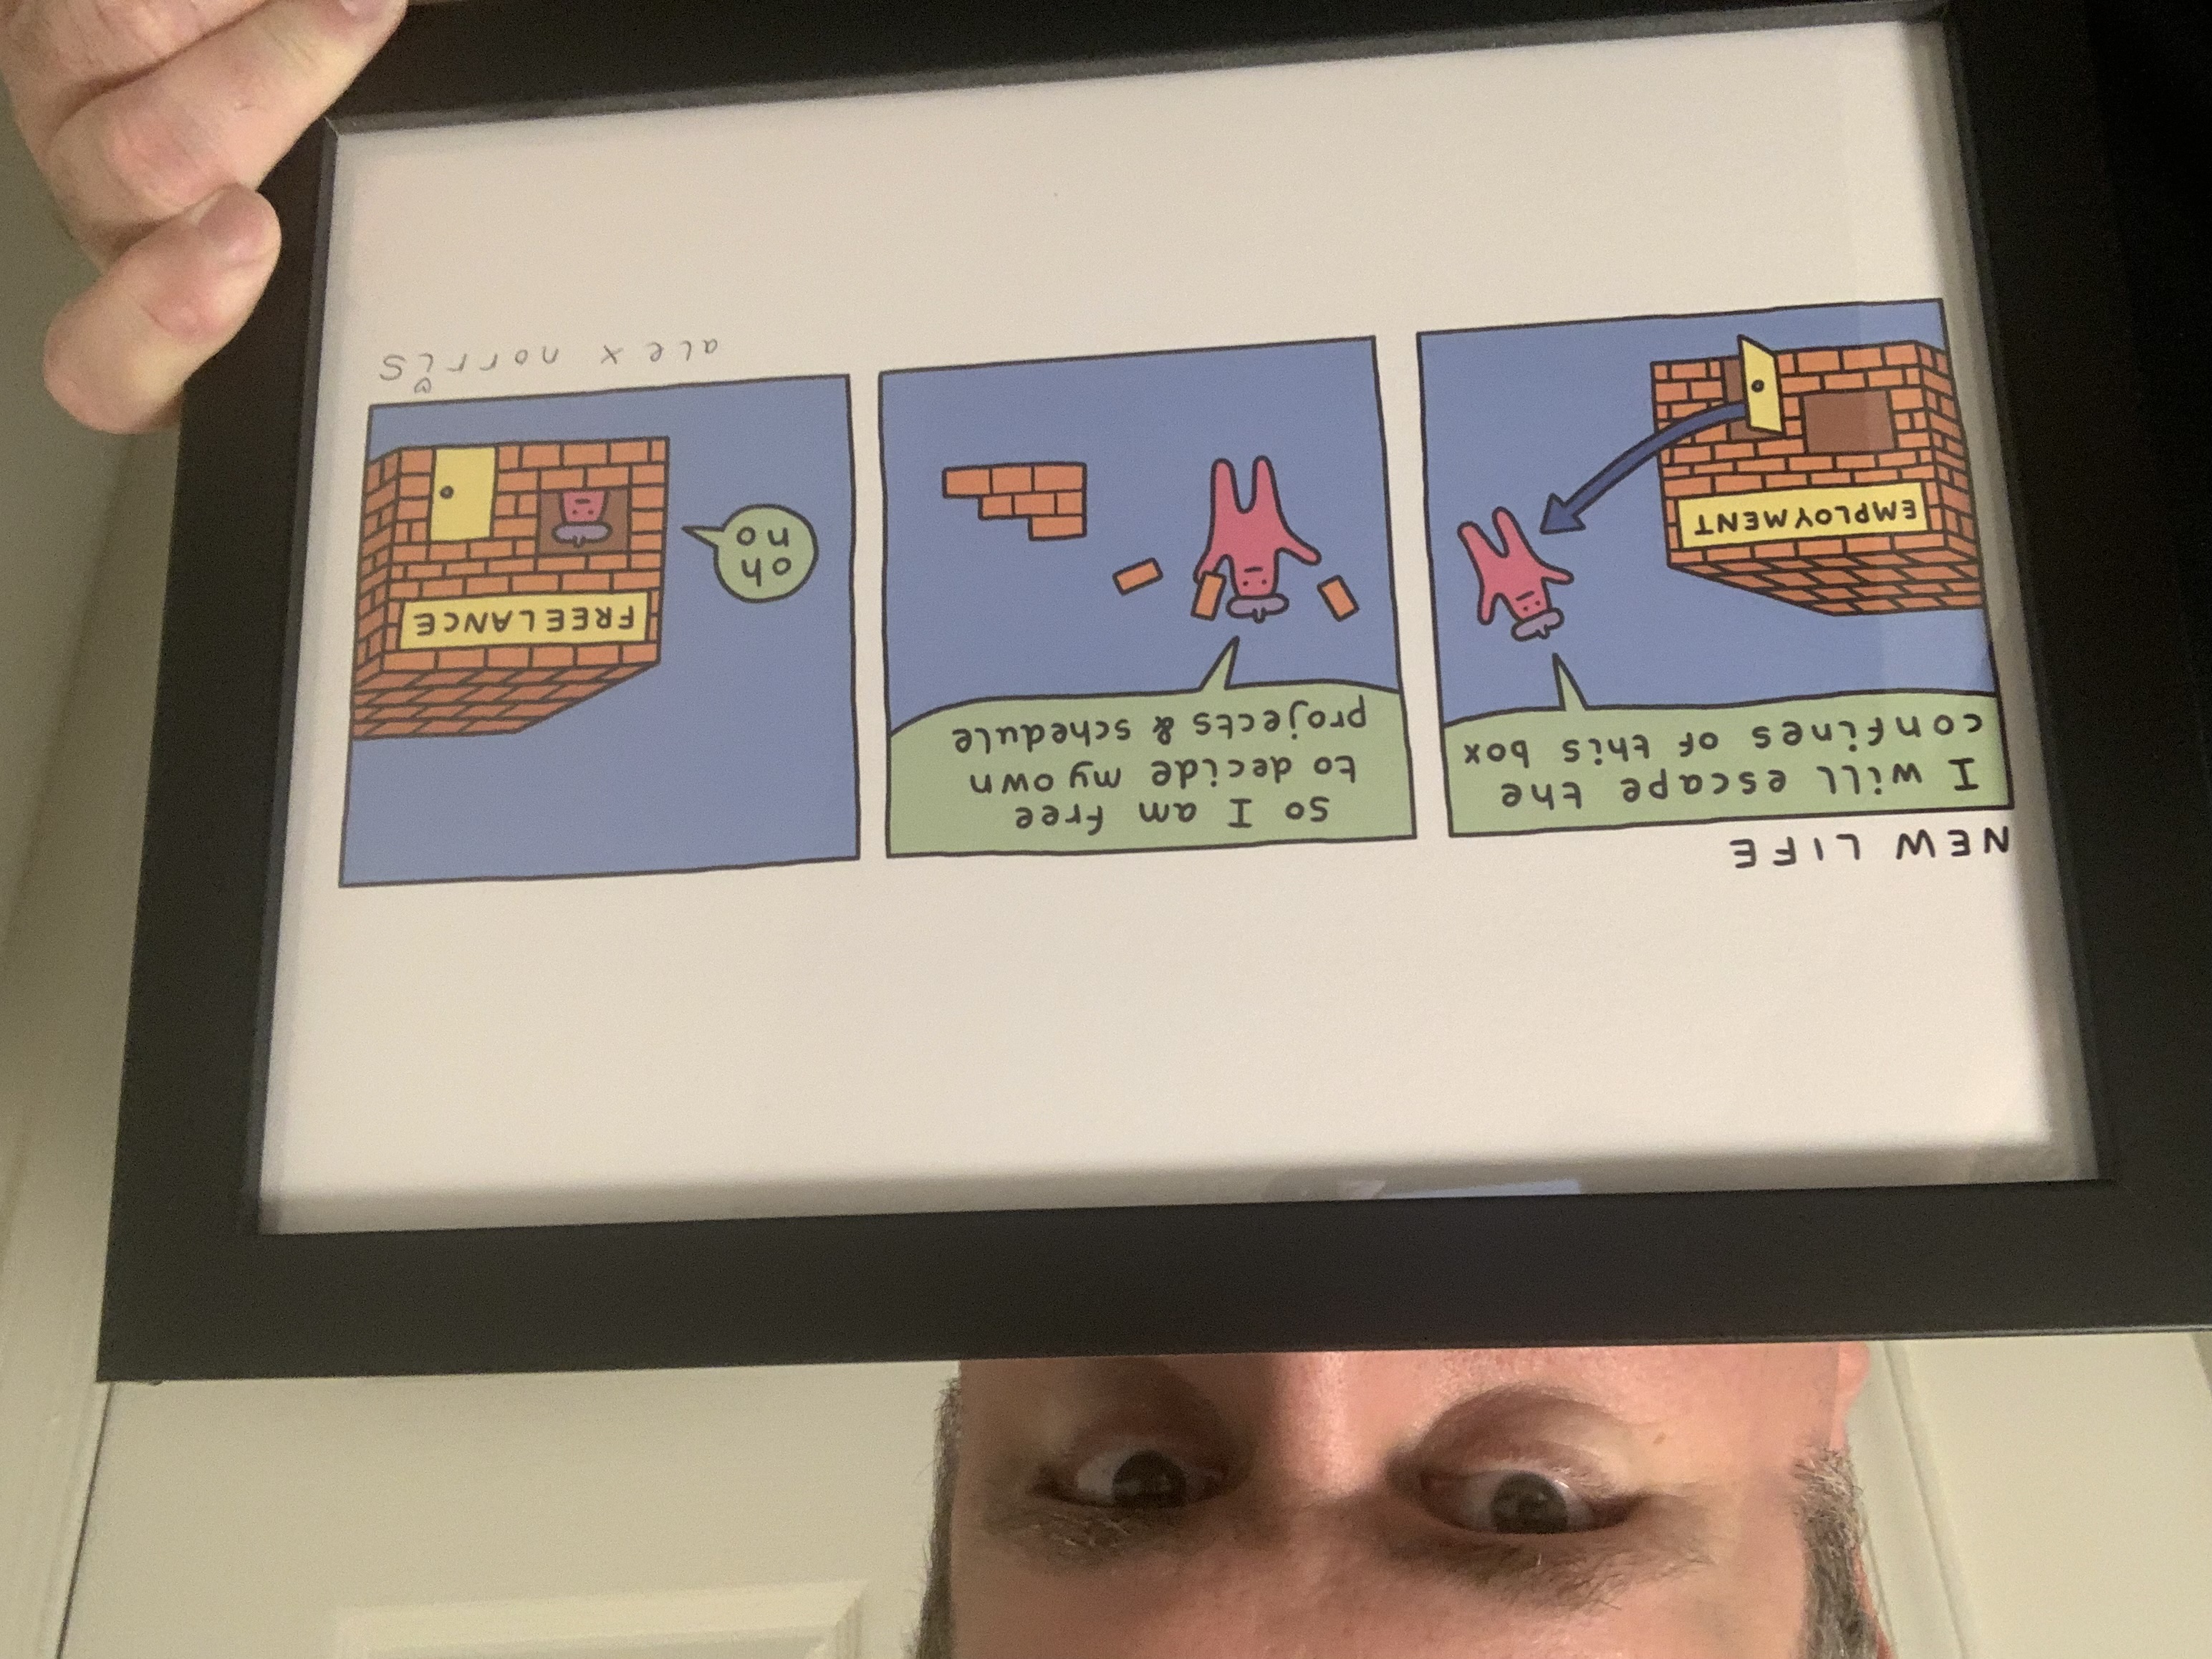 NEW LIFE
I will escape the
confines of this box
EMPLOYMENT
so I am free
to decide my own
projects & schedule
FREELANCE
oh
no
alex norris